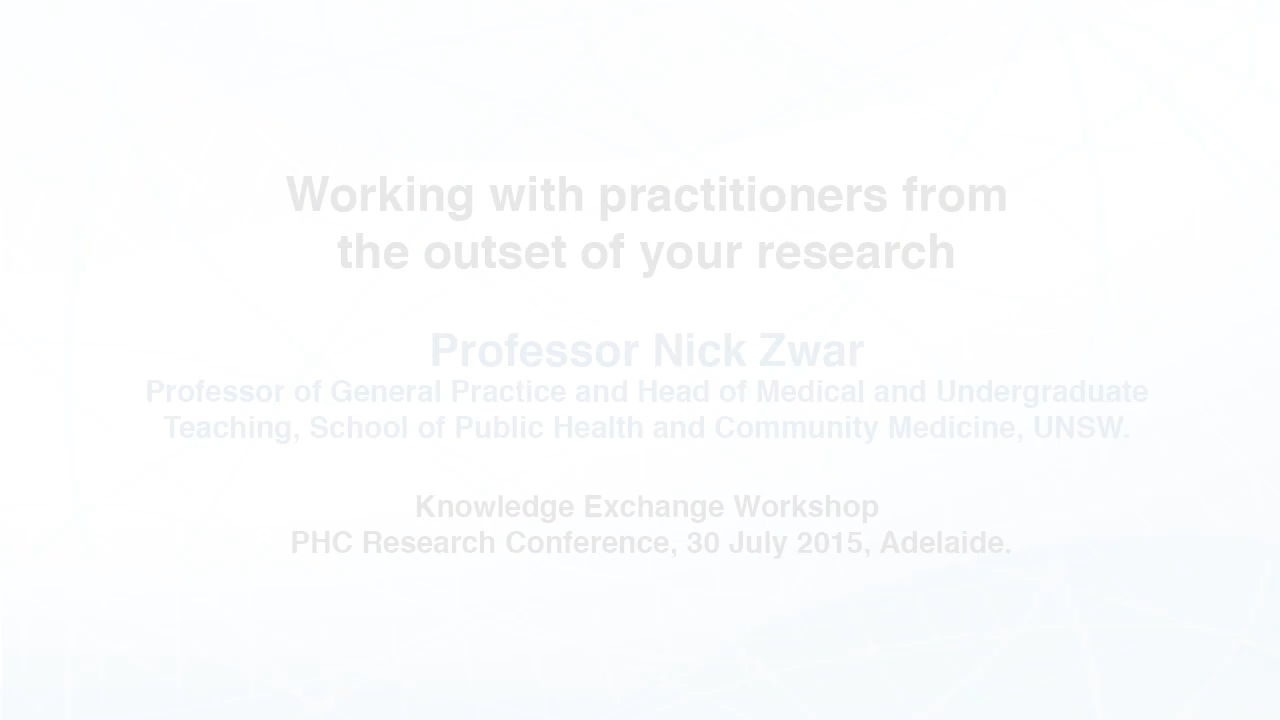 Working with practitioners from
the outset of your research
Professor Nick Zwar
Professor of General Practice and Head of Medical and Undergraduate
Teaching, School of Public Health and Community Medicine, UNSW.
Knowledge Exchange Workshop
PHC Research Conference, 30 July 2015, Adelaide.